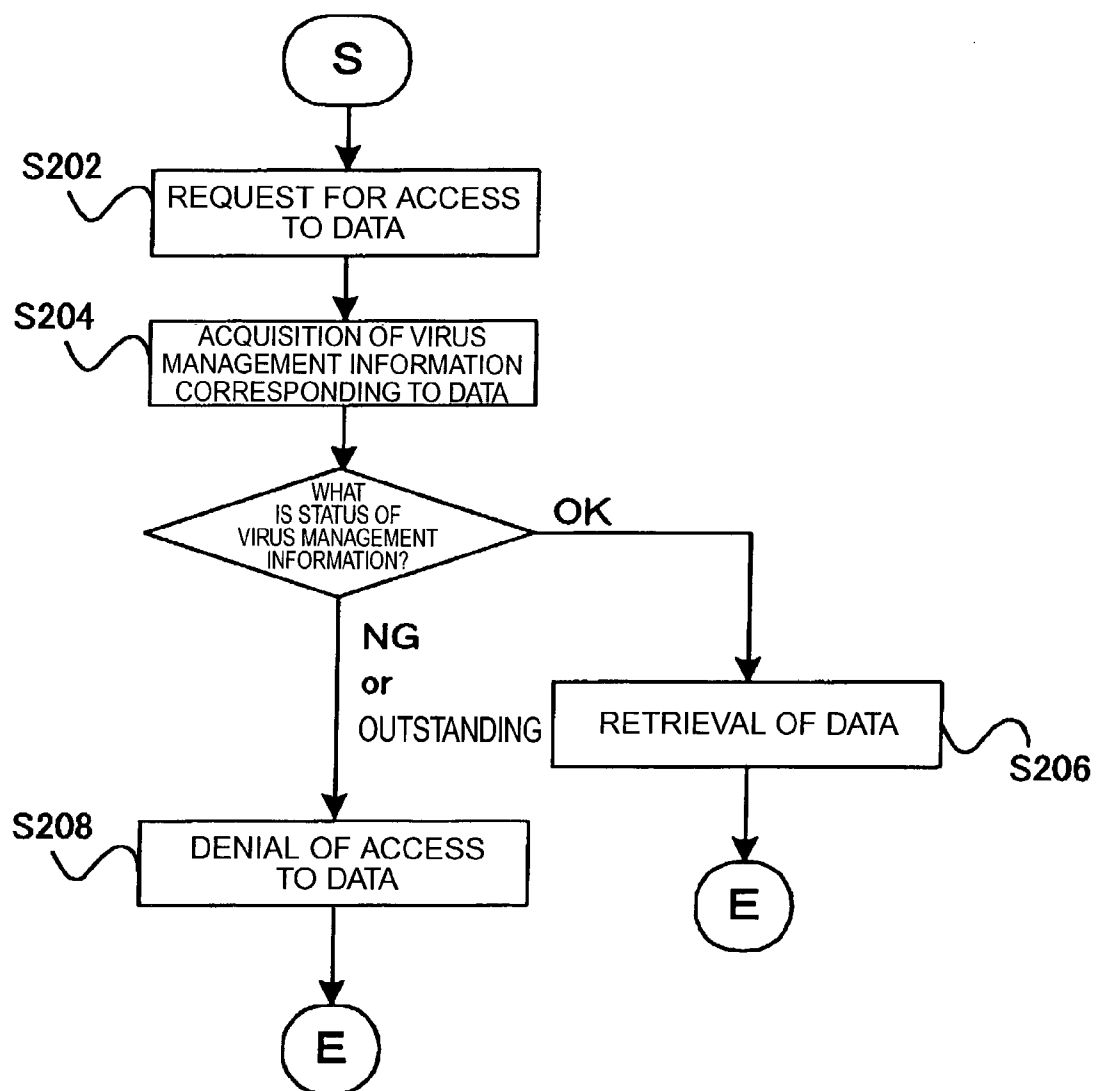 S
S202
REQUEST FOR ACCESS
TO DATA
S204
ACQUISITION OF VIRUS
MANAGEMENT INFORMATION
CORRESPONDING TO DATA
WHAT
IS STATUS OF
VIRUS MANAGEMENT
INFORMATION?
OK
NG
or
OUTSTANDING
RETRIEVAL OF DATA
S206
S208
DENIAL OF ACCESS
TO DATA
E
E